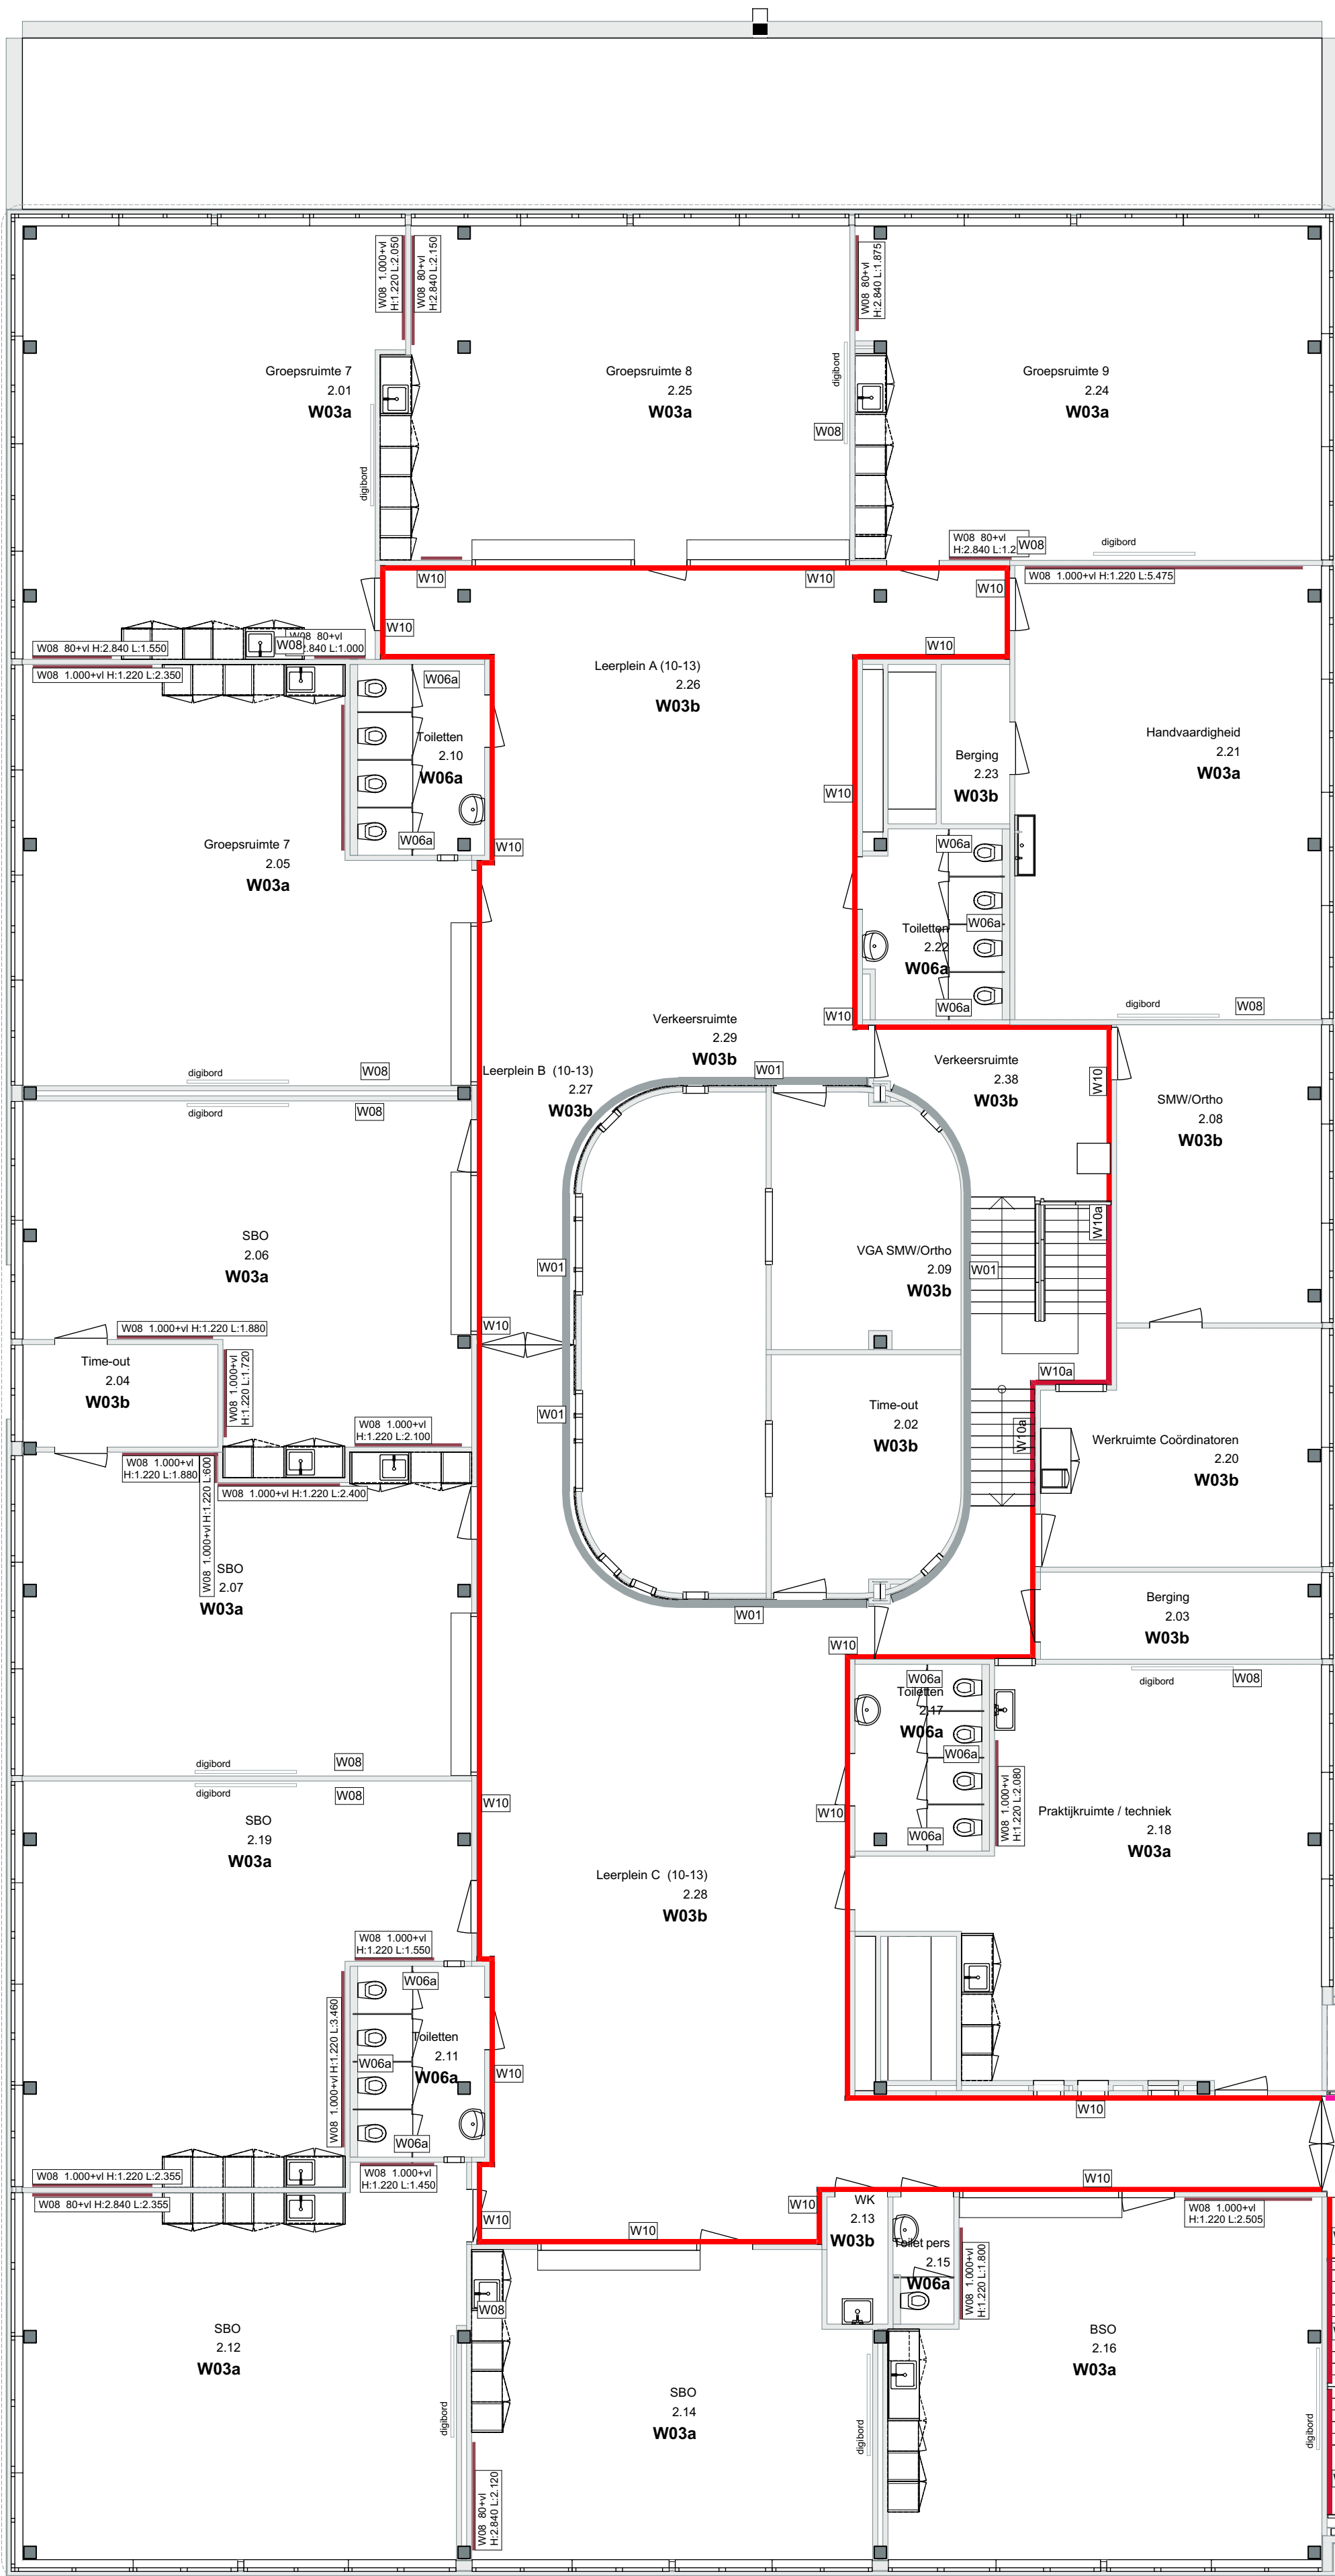 W08 1.000+vl
H:1.220 L:2.050
W08 80+vl
H:2.840 L:2.150
W08 80+vl
H:2.840 L:1.875
Groepsruimte 7
2.01
W03a
digibord
Groepsruimte 8
2.25
W03a
digibord
W08
Groepsruimte 9
2.24
W03a
W08 80+vl
H:2.840 L:1.2
W08
digibord
W08 1.000+vl H:1.220 L:5.475
W10
W10
W10
W10
W10
W08 80+vl H:2.840 L:1.550
W08
W08 80+vl
2.840 L:1.000
W08 1.000+vl H:1.220 L:2.350
Leerplein A (10-13)
2.26
W03b
W06a
Toiletten
2.10
W06a
W06a
W10
W10
Berging
2.23
W03b
Handvaardigheid
2.21
W03a
Groepsruimte 7
2.05
W03a
W06a
W06a
Toiletten
2.22
W06a
W06a
digibord
W08
W10
Verkeersruimte
2.29
W03b
W01
Leerplein B (10-13)
2.27
W03b
Verkeersruimte
2.38
W03b
W10
digibord
W08
digibord
W08
SMW/Ortho
2.08
W03b
SBO
2.06
W03a
W01
VGA SMW/Ortho
2.09
W03b
W01
W10a
W10
W08 1.000+vl H:1.220 L:1.880
Time-out
2.04
W03b
W08 1.000+vl
H:1.220 L:1.720
W10a
Time-out
2.02
W03b
W01
W10a
Werkruimte Coördinatoren
2.20
W03b
W08 1.000+vl
H:1.220 L:2.100
W08 1.000+vl
H:1.220 L:1.880
W08 1.000+vl H:1.220 L:600
W08 1.000+vl H:1.220 L:2.400
SBO
2.07
W03a
W01
Berging
2.03
W03b
W10
W06a
Toiletten
2.17
W06a
W06a
W06a
digibord
W08
W08 1.000+vl
H:1.220 L:2.080
digibord
W08
digibord
W08
W10
W10
Praktijkruimte / techniek
2.18
W03a
SBO
2.19
W03a
Leerplein C (10-13)
2.28
W03b
W08 1.000+vl
H:1.220 L:1.550
W06a
W08 1.000+vl H:1.220 L:3.460
Toiletten
2.11
W06a
W06a
W06a
W10
W10
W08 1.000+vl
H:1.220 L:1.450
W08 1.000+vl H:1.220 L:2.355
W08 80+vl H:2.840 L:2.355
W10
W10
W10
W10
WK
2.13
W03b
Toilet pers
2.15
W06a
W08 1.000+vl
H:1.220 L:1.800
W08 1.000+vl
H:1.220 L:2.505
SBO
2.12
W03a
digibord
W08
SBO
2.14
W03a
digibord
BSO
2.16
W03a
digibord
W08 80+vl
H:2.840 L:2.120